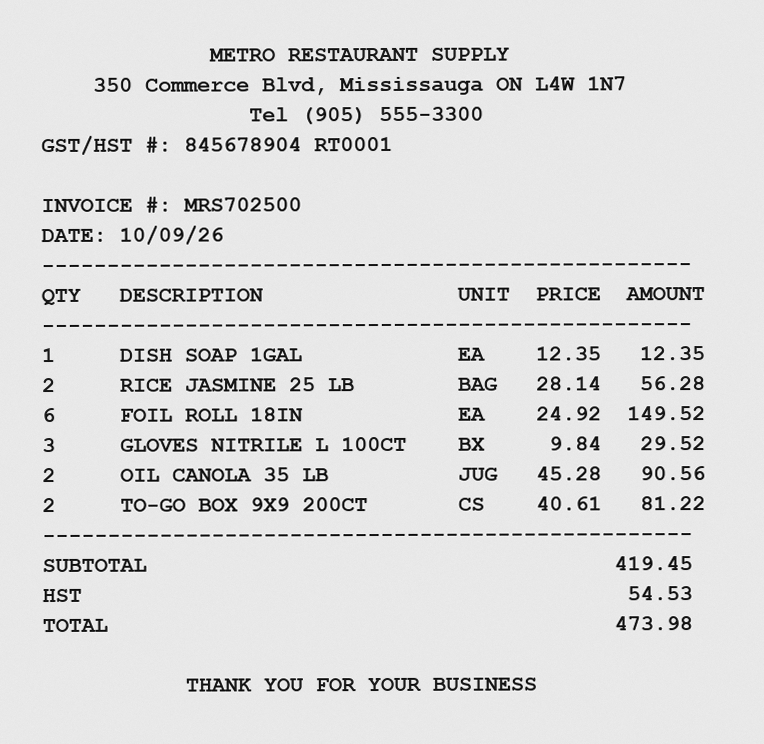 METRO RESTAURANT SUPPLY
350 Commerce Blvd, Mississauga ON L4W 1N7
Tel (905) 555-3300
GST/HST #: 845678904 RT0001
INVOICE #: MRS702500
DATE: 10/09/26
--------------------------------------------------
QTY DESCRIPTION UNIT PRICE AMOUNT
--------------------------------------------------
1 DISH SOAP 1GAL EA 12.35 12.35
2 RICE JASMINE 25 LB BAG 28.14 56.28
6 FOIL ROLL 18IN EA 24.92 149.52
3 GLOVES NITRILE L 100CT BX 9.84 29.52
2 OIL CANOLA 35 LB JUG 45.28 90.56
2 TO-GO BOX 9X9 200CT CS 40.61 81.22
--------------------------------------------------
SUBTOTAL 419.45
HST 54.53
TOTAL 473.98
THANK YOU FOR YOUR BUSINESS